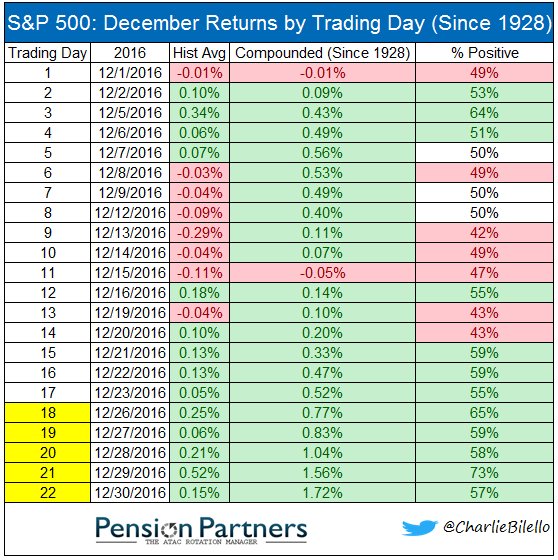 S&P 500: December Returns by Trading Day (Since 1928)
Trading Day 2016 Hist Avg Compounded (Since 1928) % Positive
1 12/1/2016 -0.01% -0.01% 49%
2 12/2/2016 0.10% 0.09% 53%
3 12/5/2016 0.34% 0.43% 64%
4 12/6/2016 0.06% 0.49% 51%
5 12/7/2016 0.07% 0.56% 50%
6 12/8/2016 -0.03% 0.53% 49%
7 12/9/2016 -0.04% 0.50% 50%
8 12/12/2016 -0.09% 0.40% 50%
9 12/13/2016 -0.29% 0.11% 42%
10 12/14/2016 -0.04% 0.07% 49%
11 12/15/2016 -0.11% -0.05% 47%
12 12/16/2016 0.18% 0.14% 55%
13 12/19/2016 -0.04% 0.10% 43%
14 12/20/2016 0.10% 0.20% 43%
15 12/21/2016 0.13% 0.33% 59%
16 12/22/2016 0.13% 0.47% 59%
17 12/23/2016 0.05% 0.52% 55%
18 12/26/2016 0.25% 0.77% 65%
19 12/27/2016 0.06% 0.83% 59%
20 12/28/2016 0.21% 1.04% 58%
21 12/29/2016 0.52% 1.56% 73%
22 12/30/2016 0.15% 1.72% 57%
Pension Partners
THE ATAC ROTATION MANAGER
@CharlieBilello